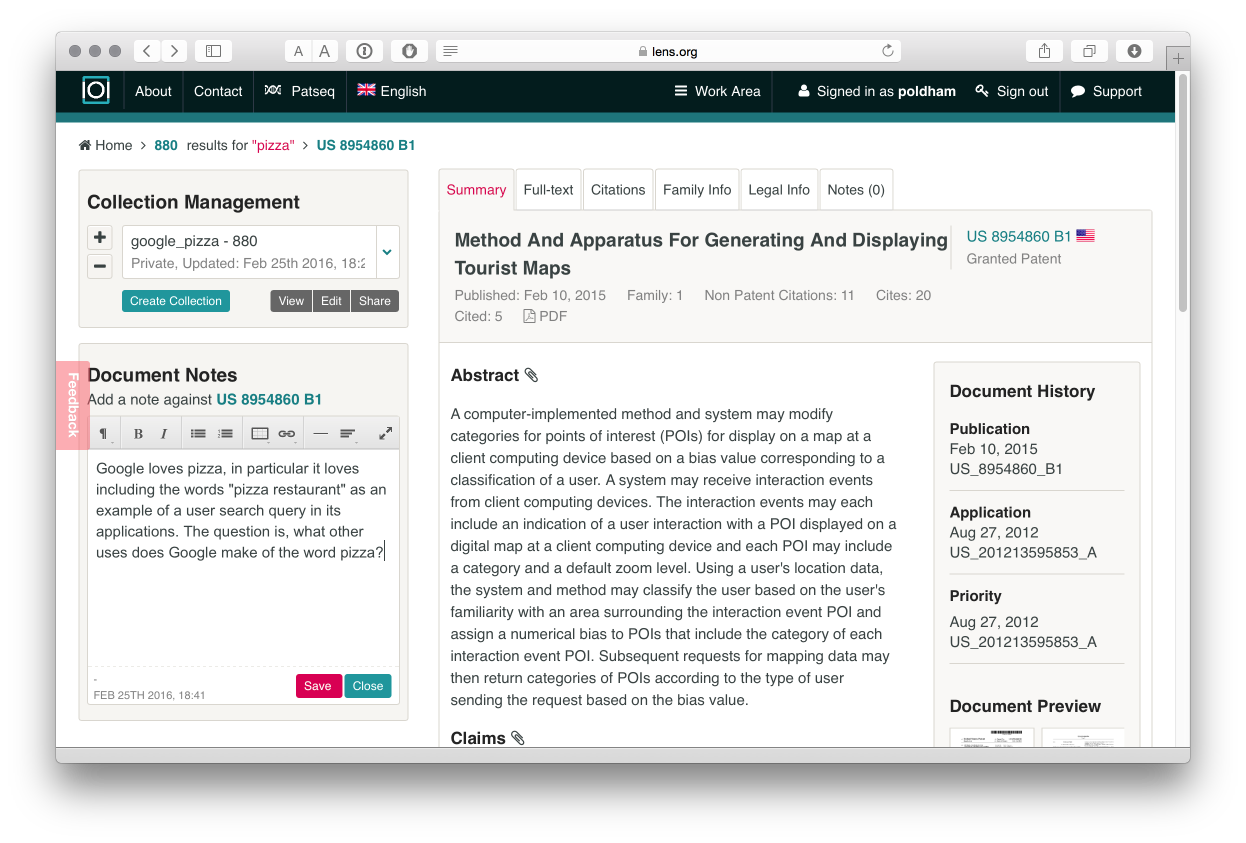 A A
lens.org
About Contact Patseq English Work Area Signed in as poldham Sign out Support
Home > 880 results for "pizza" > US 8954860 B1
Collection Management
google_pizza - 880
Private, Updated: Feb 25th 2016, 18:2
Create Collection View Edit Share
Feedback
Document Notes
Add a note against US 8954860 B1
¶ B I
Google loves pizza, in particular it loves
including the words "pizza restaurant" as an
example of a user search query in its
applications. The question is, what other
uses does Google make of the word pizza?
-
FEB 25TH 2016, 18:41
Save Close
Summary Full-text Citations Family Info Legal Info Notes (0)
Method And Apparatus For Generating And Displaying
Tourist Maps
US 8954860 B1
Granted Patent
Published: Feb 10, 2015 Family: 1 Non Patent Citations: 11 Cites: 20
Cited: 5 PDF
Abstract
A computer-implemented method and system may modify
categories for points of interest (POIs) for display on a map at a
client computing device based on a bias value corresponding to a
classification of a user. A system may receive interaction events
from client computing devices. The interaction events may each
include an indication of a user interaction with a POI displayed on a
digital map at a client computing device and each POI may include
a category and a default zoom level. Using a user's location data,
the system and method may classify the user based on the user's
familiarity with an area surrounding the interaction event POI and
assign a numerical bias to POIs that include the category of each
interaction event POI. Subsequent requests for mapping data may
then return categories of POIs according to the type of user
sending the request based on the bias value.
Claims
Document History
Publication
Feb 10, 2015
US_8954860_B1
Application
Aug 27, 2012
US_201213595853_A
Priority
Aug 27, 2012
US_201213595853_A
Document Preview